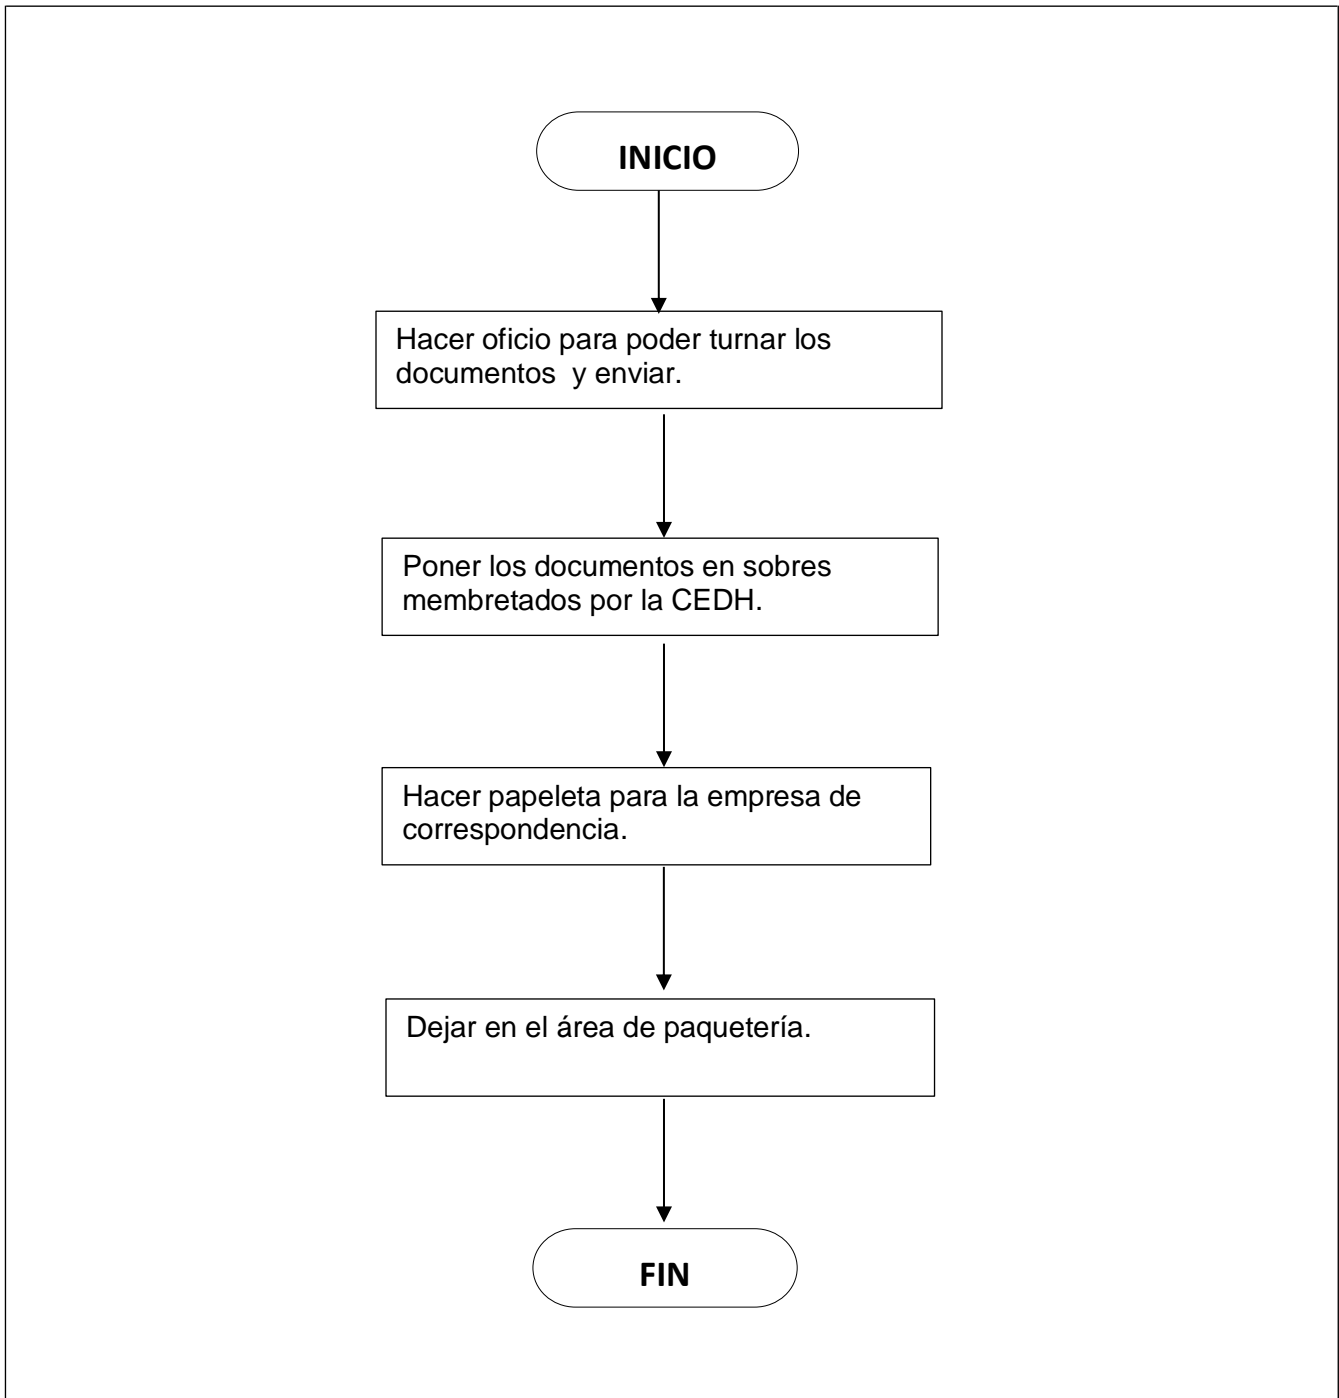 INICIO
Hacer oficio para poder turnar los
documentos  y enviar.
Poner los documentos en sobres
membretados por la CEDH.
Hacer papeleta para la empresa de
correspondencia.
Dejar en el área de paquetería.
FIN